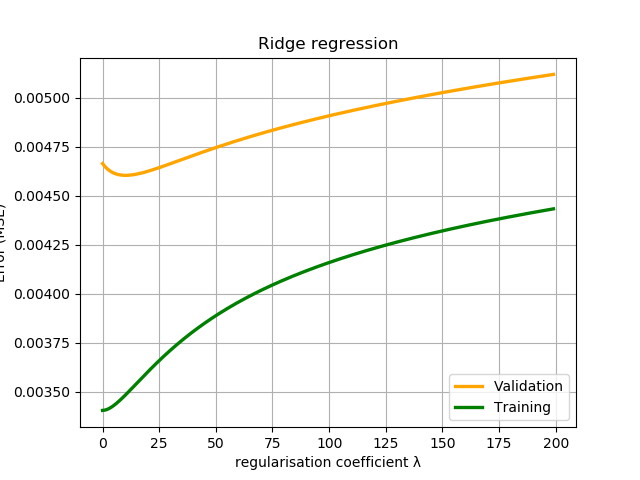 Ridge regression
0.00500
0.00475
0.00450
0.00425
0.00400
0.00375
0.00350
(MSE)
Validation
Training
0 25 50 75 100 125 150 175 200
regularisation coefficient λ